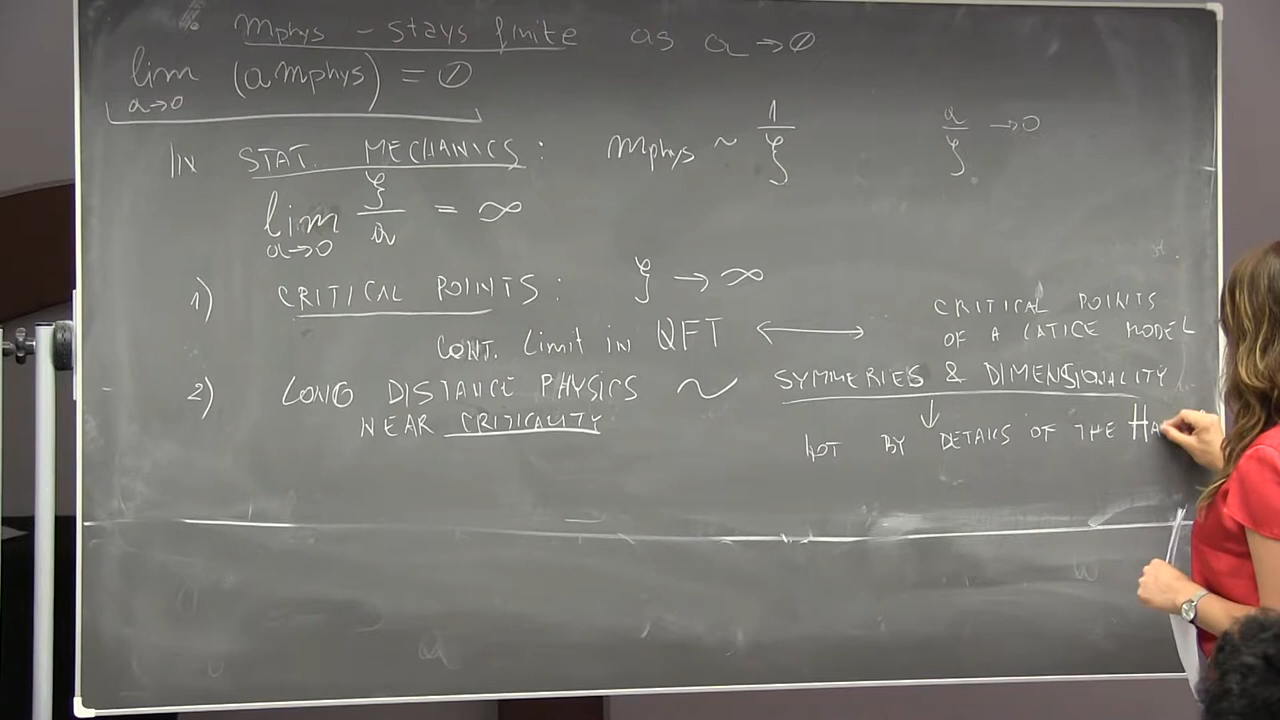 mphys - stays finite as a → 0
lim a→0 (a mphys) = 0
IN STAT. MECHANICS: mphys ~ 1/ξ a/ξ → 0
lim a→0 ξ/a = ∞
1) CRITICAL POINTS: ξ → ∞
CRITICAL POINTS
CONT. Limit in QFT ⟷ OF A LATICE MODEL
2) LONG DISTANCE PHYSICS ~ SYMMERIES & DIMENSIONALITY
NEAR CRITICALITY ↓
NOT BY DETAILS OF THE HA